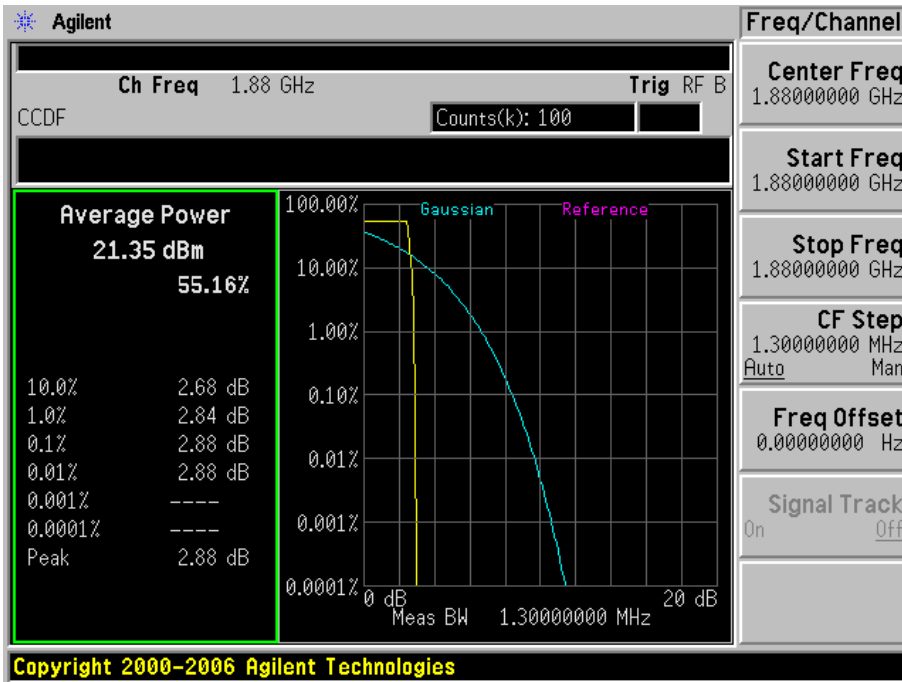 Agilent
Freq/Channel
Ch Freq 1.88 GHz Trig RF B
CCDF Counts(k): 100
Average Power
21.35 dBm
55.16%
10.0% 2.68 dB
1.0% 2.84 dB
0.1% 2.88 dB
0.01% 2.88 dB
0.001% ----
0.0001% ----
Peak 2.88 dB
Gaussian Reference
100.00%
10.00%
1.00%
0.10%
0.01%
0.001%
0.0001%
0 dB 20 dB
Meas BW 1.30000000 MHz
Center Freq
1.88000000 GHz
Start Freq
1.88000000 GHz
Stop Freq
1.88000000 GHz
CF Step
1.30000000 MHz
Auto Man
Freq Offset
0.00000000 Hz
Signal Track
On Off
Copyright 2000-2006 Agilent Technologies